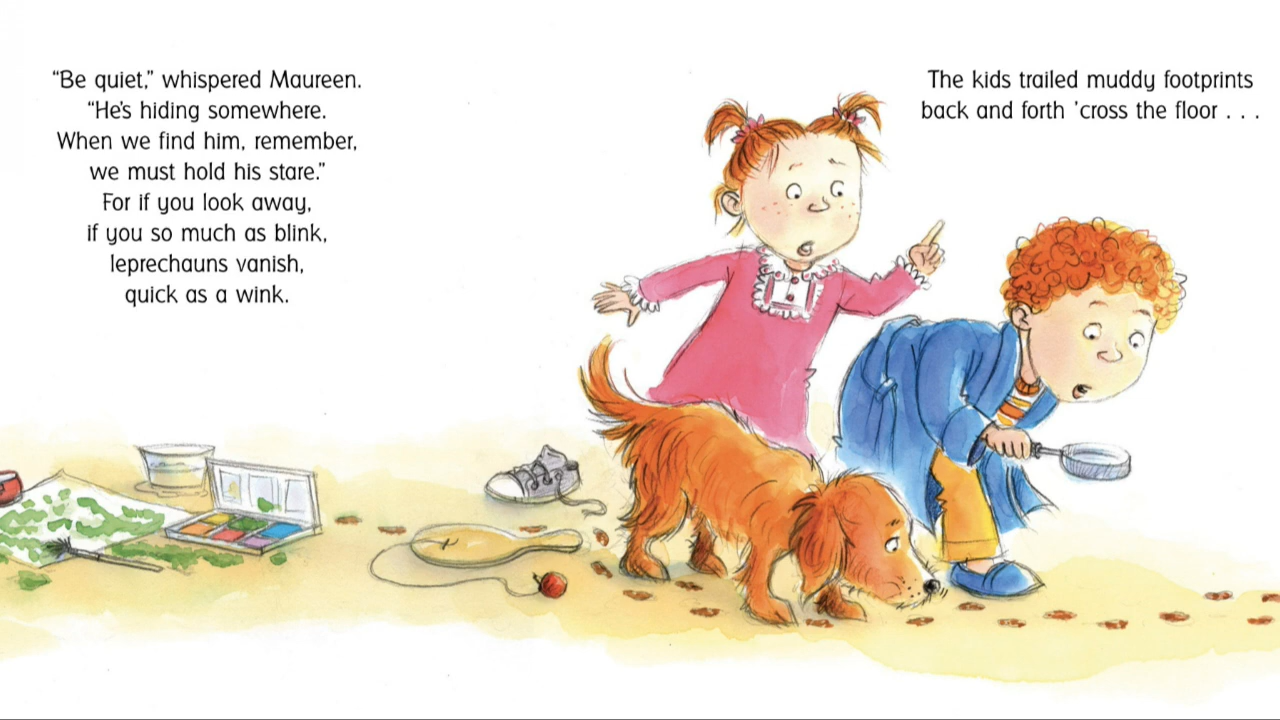 “Be quiet,” whispered Maureen.
“He’s hiding somewhere.
When we find him, remember,
we must hold his stare.”
For if you look away,
if you so much as blink,
leprechauns vanish,
quick as a wink.
The kids trailed muddy footprints
back and forth ’cross the floor . . .